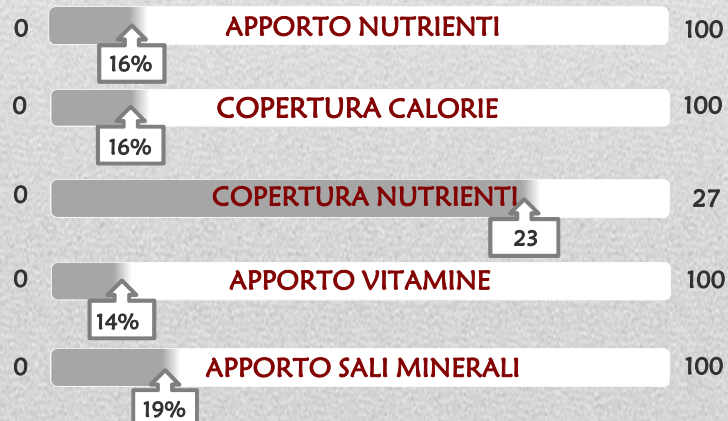 0 APPORTO NUTRIENTI 100
16%
0 COPERTURA CALORIE 100
16%
0 COPERTURA NUTRIENTI 27
23
0 APPORTO VITAMINE 100
14%
0 APPORTO SALI MINERALI 100
19%